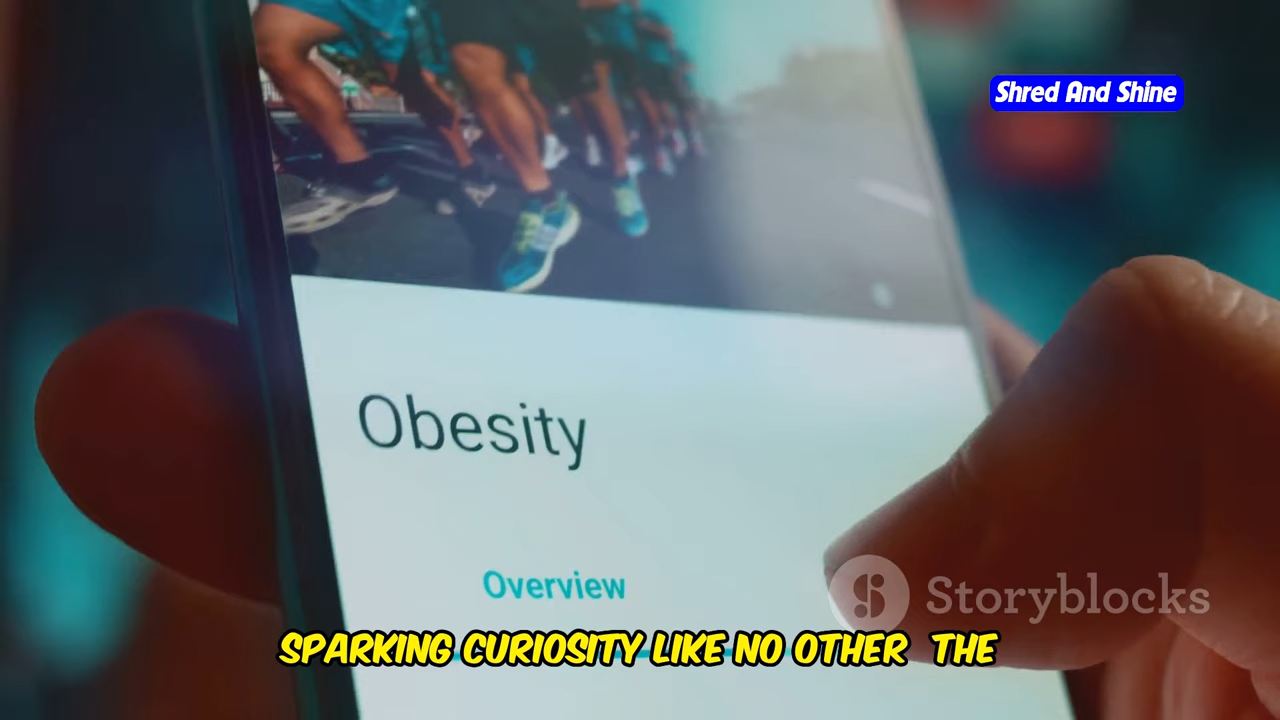 Shred And Shine
Obesity
Overview
Storyblocks
SPARKING CURIOSITY LIKE NO OTHER THE